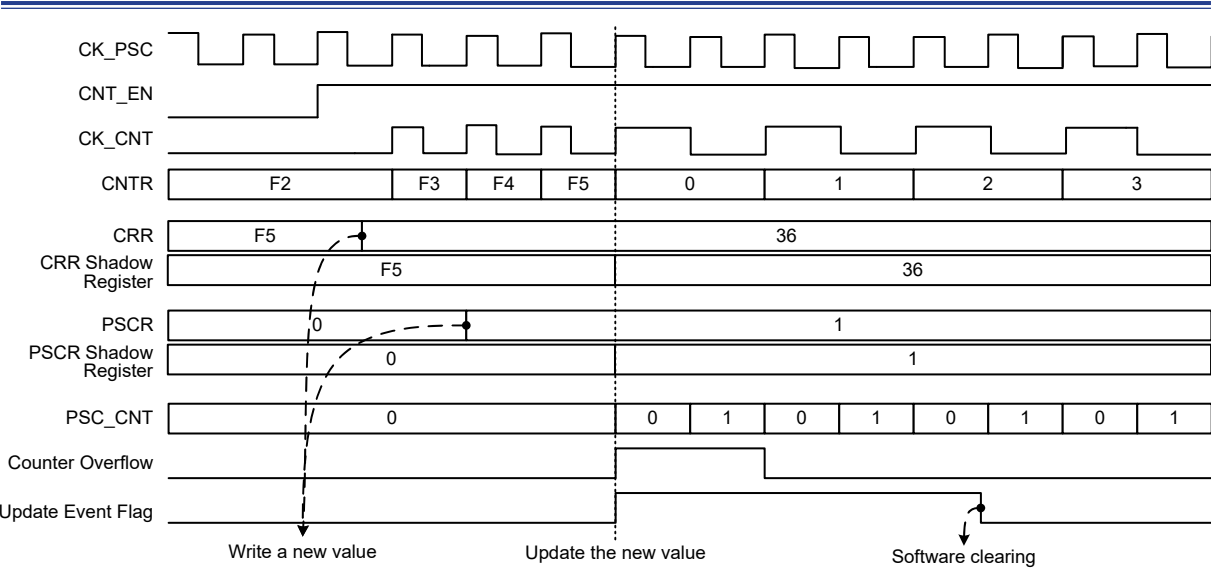 CK_PSC
CNT_EN
CK_CNT
CNTR F2 F3 F4 F5 0 1 2 3
CRR F5 36
CRR Shadow
Register F5 36
PSCR 0 1
PSCR Shadow
Register 0 1
PSC_CNT 0 0 1 0 1 0 1 0 1
Counter Overflow
Update Event Flag
Write a new value Update the new value Software clearing